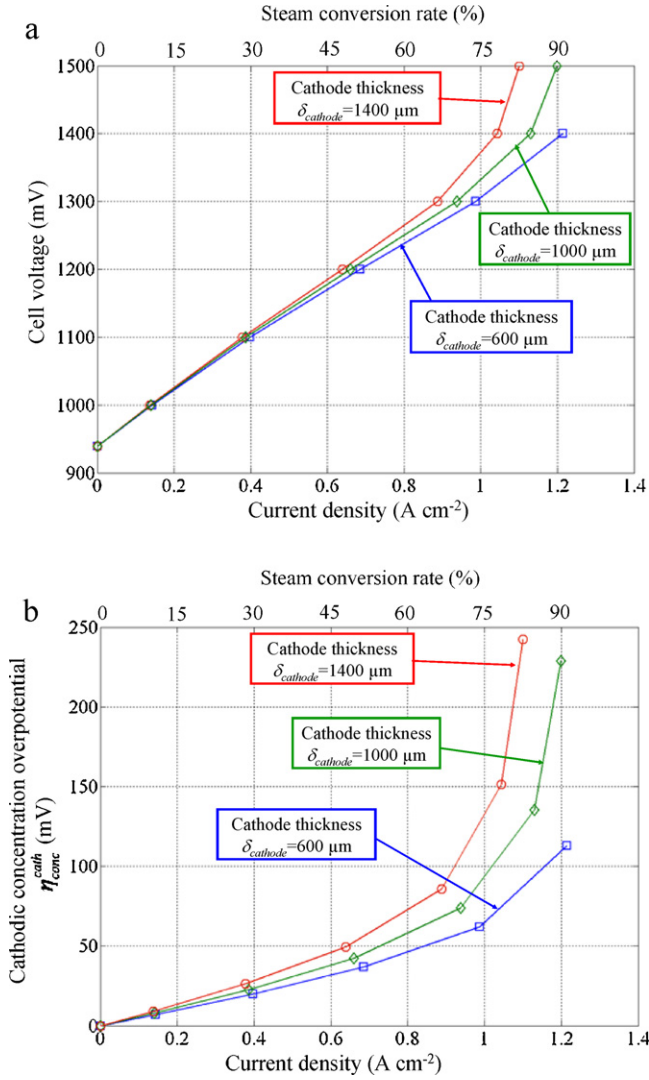 a
Steam conversion rate (%)
0 15 30 45 60 75 90
1500
1400
1300
1200
1100
1000
900
Cell voltage (mV)
Cathode thickness
δcathode=1400 µm
Cathode thickness
δcathode=1000 µm
Cathode thickness
δcathode=600 µm
0 0.2 0.4 0.6 0.8 1 1.2 1.4
Current density (A cm-2)
b
Steam conversion rate (%)
0 15 30 45 60 75 90
250
200
150
100
50
0
Cathodic concentration overpotential
ηcathconc (mV)
Cathode thickness
δcathode=1400 µm
Cathode thickness
δcathode=1000 µm
Cathode thickness
δcathode=600 µm
0 0.2 0.4 0.6 0.8 1 1.2 1.4
Current density (A cm-2)